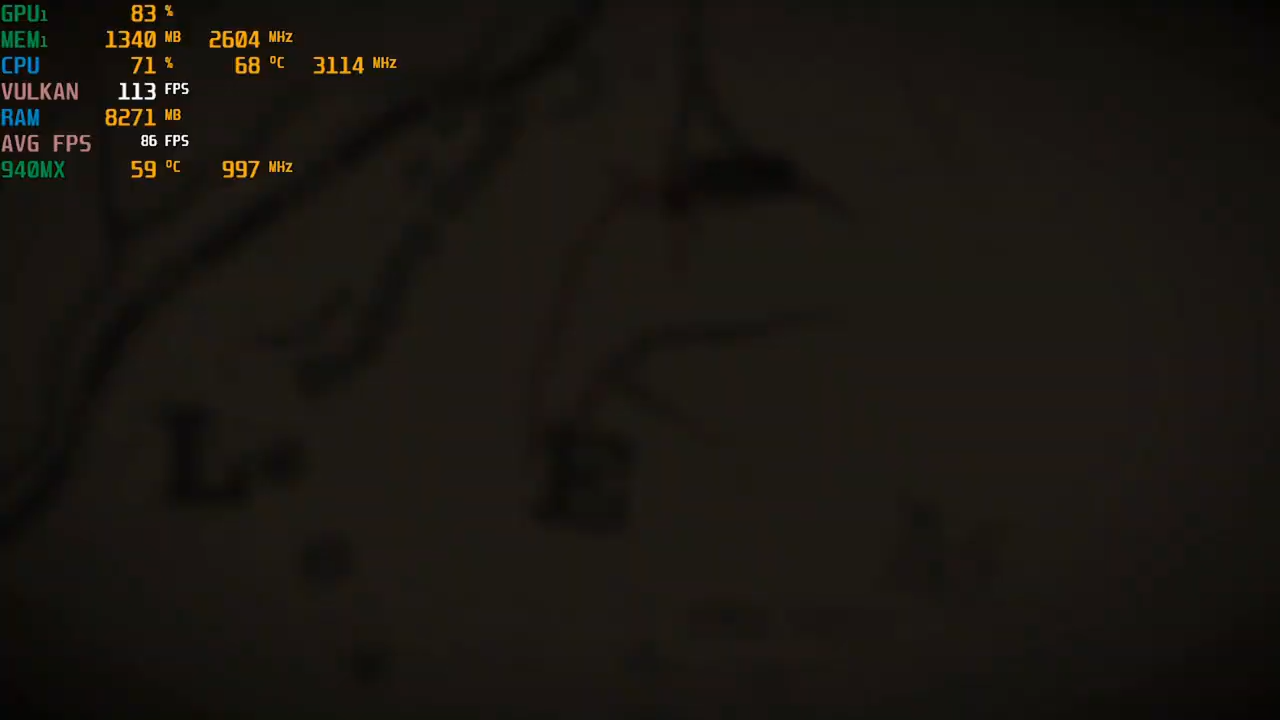 GPU1 83 %
MEM1 1340 MB 2604 MHz
CPU 71 % 68 °C 3114 MHz
VULKAN 113 FPS
RAM 8271 MB
AVG FPS 86 FPS
940MX 59 °C 997 MHz
L
E